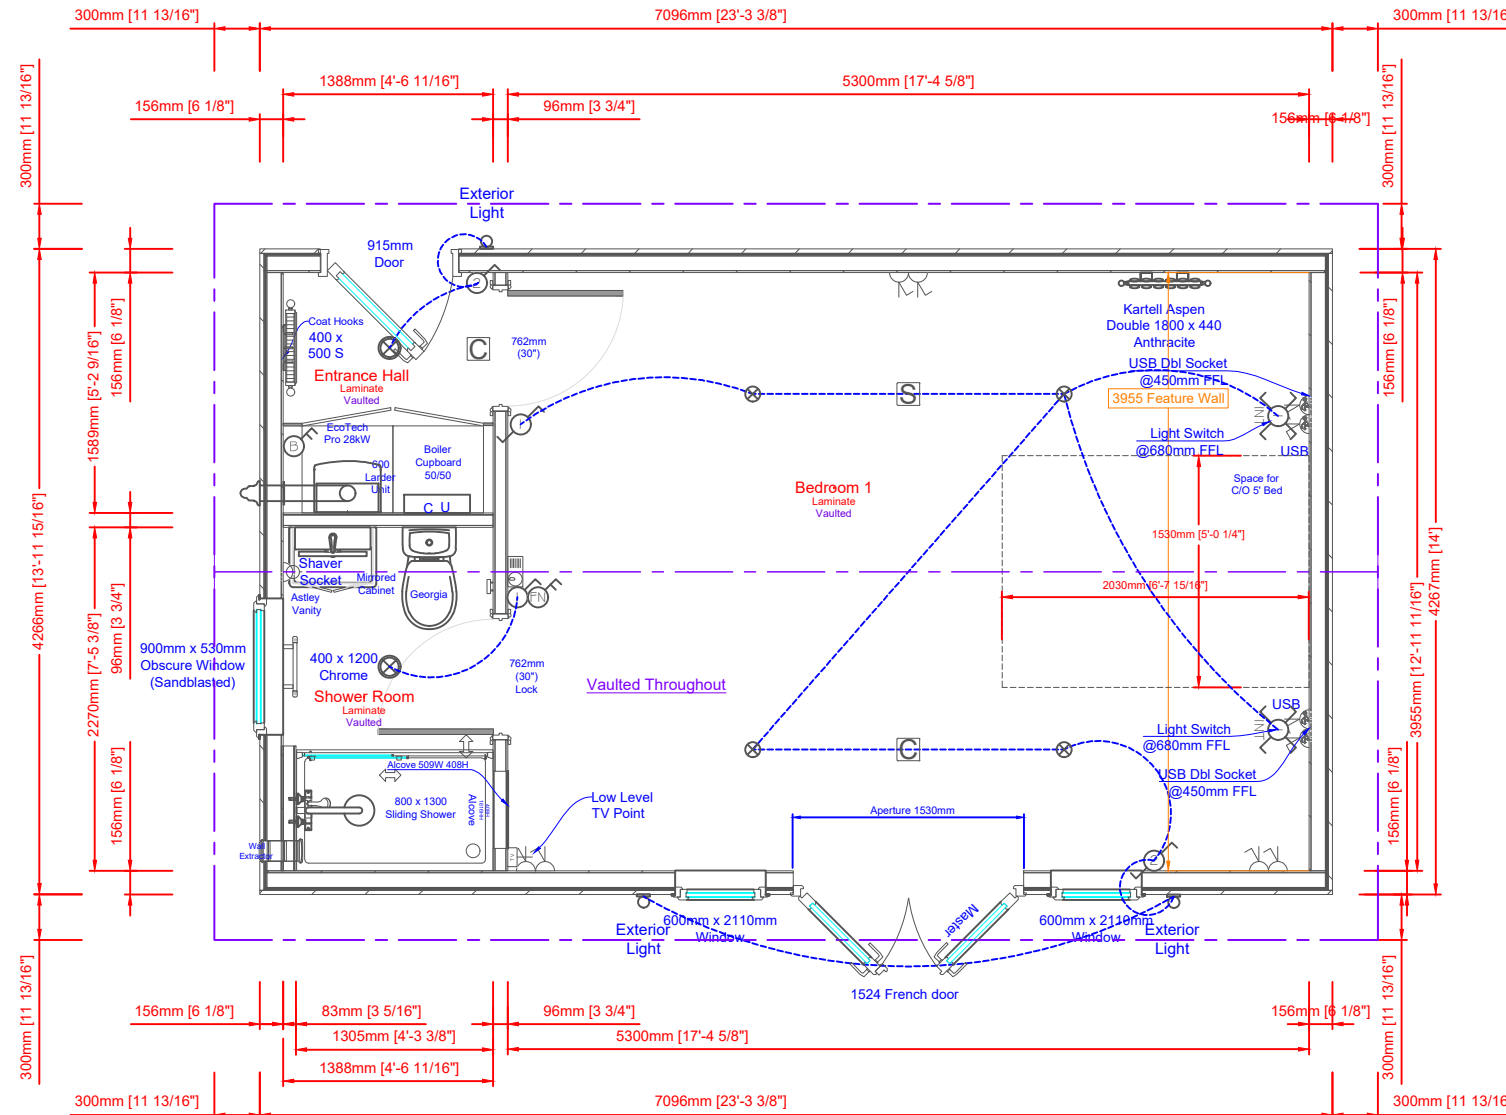 300mm [11 13/16"]
7096mm [23'-3 3/8"]
300mm [11 13/16
1388mm [4'-6 11/16"]
5300mm [17'-4 5/8"]
156mm [6 1/8"]
96mm [3 3/4"]
156mm [6 1/8"]
300mm [11 13/16"]
300mm [11 13/16"]
Exterior
Light
915mm
Door
2
Coat Hooks
400 x
500 S
C
762mm
(30")
Entrance Hall
Laminate
Vaulted
Kartell Aspen
Double 1800 x 440
Anthracite
USB Dbl Socket
@450mm FFL
3955 Feature Wall
S
Light Switch
@680mm FFL
USB
INT
156mm [6 1/8"]
1589mm [5'-2 9/16"]
156mm [6 1/8"]
EcoTech
Pro 28kW
B
600
Larder
Unit
Boiler
Cupboard
50/50
C U
Bedroom 1
Laminate
Vaulted
Space for
C/O 5' Bed
1530mm [5'-0 1/4"]
2030mm [6'-7 15/16"]
4266mm [13'-11 15/16"]
2270mm [7'-5 3/8"]
96mm [3 3/4"]
156mm [6 1/8"]
3955mm [12'-11 11/16"]
4267mm [14']
156mm [6 1/8"]
Shaver
Socket
Mirrored
Cabinet
Astley
Vanity
Georgia
FN
900mm x 530mm
Obscure Window
(Sandblasted)
400 x 1200
Chrome
Shower Room
Laminate
Vaulted
762mm
(30")
Lock
Vaulted Throughout
USB
INT
Light Switch
@680mm FFL
C
USB Dbl Socket
@450mm FFL
Alcove 509W 408H
800 x 1300
Sliding Shower
Alcove
Low Level
TV Point
TV
Aperture 1530mm
2
Wall
Extractor
600mm x 2110mm
Window
Exterior
Light
Master
600mm x 2110mm
Window
Exterior
Light
1524 French door
300mm [11 13/16"]
300mm [11 13/16"]
156mm [6 1/8"]
83mm [3 5/16"]
96mm [3 3/4"]
156mm [6 1/8"]
1305mm [4'-3 3/8"]
5300mm [17'-4 5/8"]
1388mm [4'-6 11/16"]
300mm [11 13/16"]
7096mm [23'-3 3/8"]
300mm [11 13/16